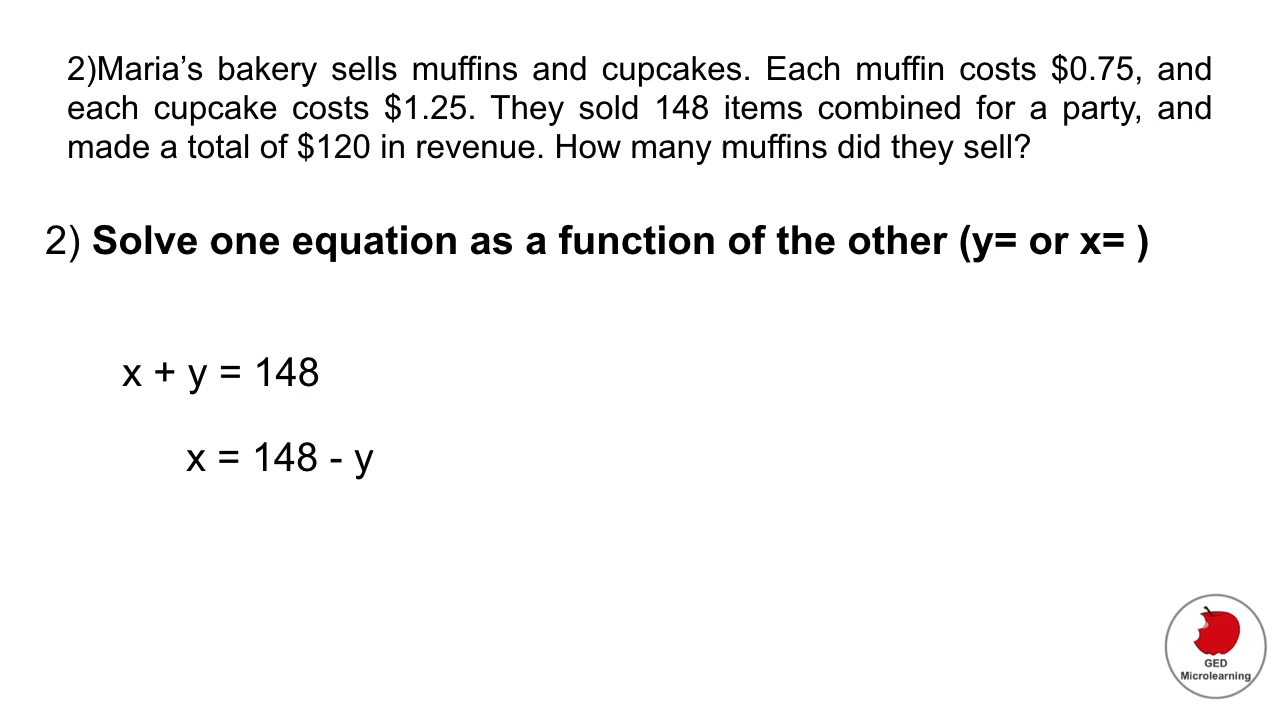 2)Maria’s bakery sells muffins and cupcakes. Each muffin costs $0.75, and
each cupcake costs $1.25. They sold 148 items combined for a party, and
made a total of $120 in revenue. How many muffins did they sell?
2) Solve one equation as a function of the other (y= or x= )
x + y = 148
x = 148 - y
GED
Microlearning